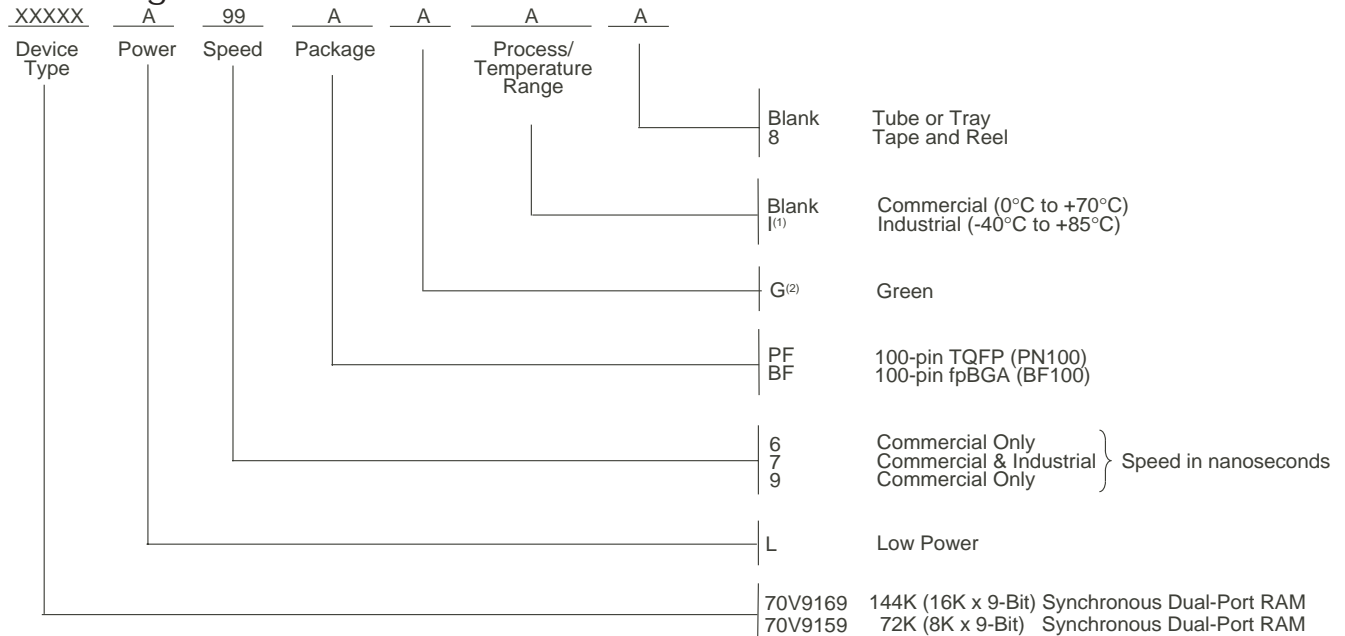 XXXXX A 99 A A A A
Device Type Power Speed Package Process/ Temperature Range
Blank Tube or Tray
8 Tape and Reel
Blank Commercial (0°C to +70°C)
I(1) Industrial (-40°C to +85°C)
G(2) Green
PF 100-pin TQFP (PN100)
BF 100-pin fpBGA (BF100)
6 Commercial Only
7 Commercial & Industrial Speed in nanoseconds
9 Commercial Only
L Low Power
70V9169 144K (16K x 9-Bit) Synchronous Dual-Port RAM
70V9159 72K (8K x 9-Bit) Synchronous Dual-Port RAM